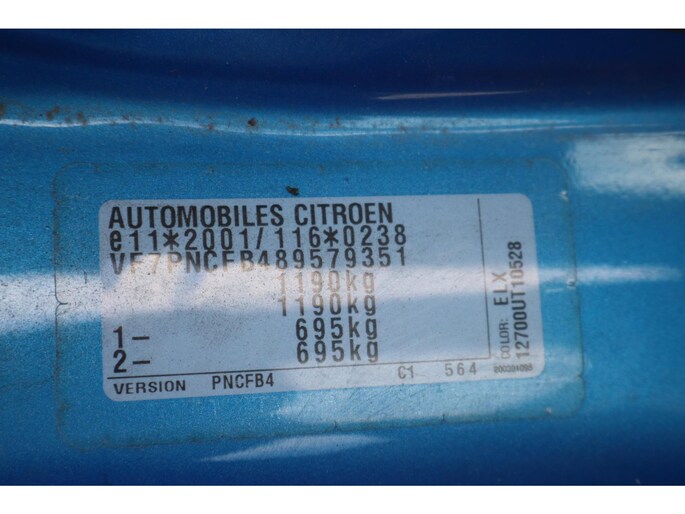 AUTOMOBILES CITROEN
e11*2001/116*0238
VF7PNCFB489579351
1190kg
1190kg
1- 695kg
2- 695kg
VERSION PNCFB4 C1 564
COLOR: ELX
12700UT10528